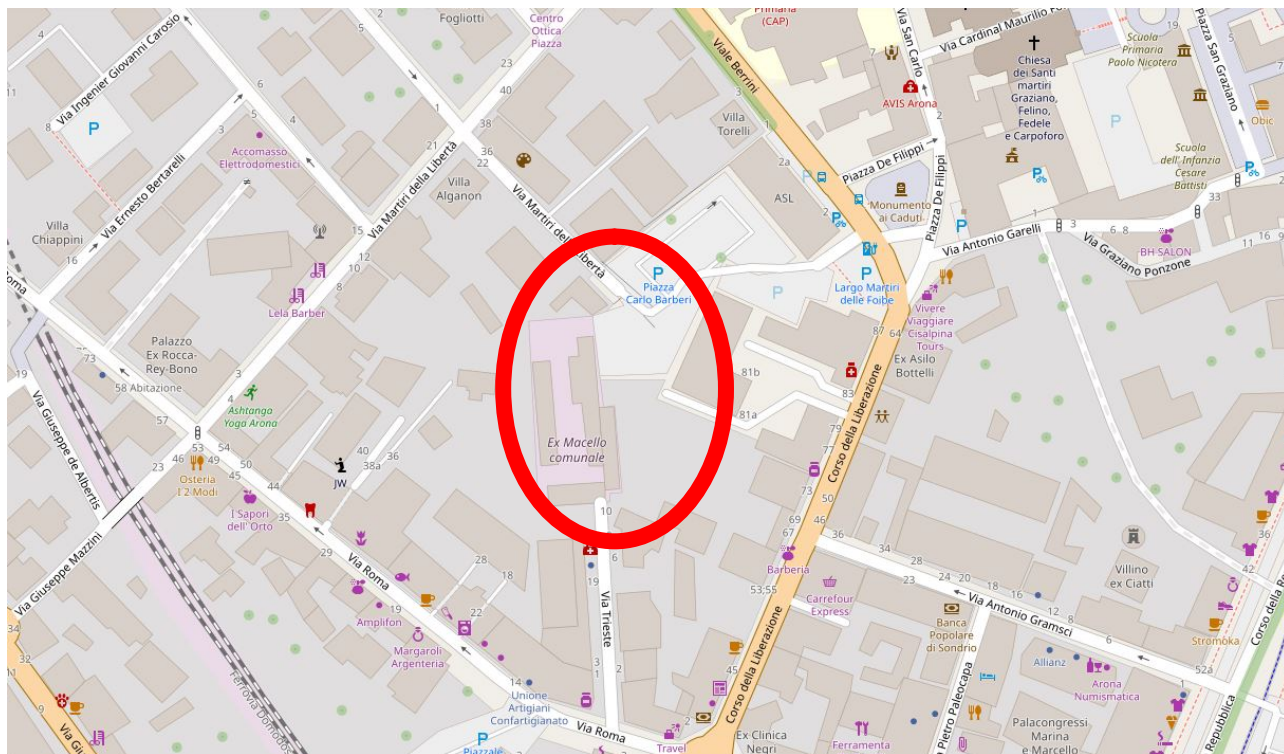 Via Ingenier Giovanni Carosio
Fogliotti
Centro
Ottica
Piazza
Primaria
(CAP)
Viale Berrini
Via San Carlo
Chiesa
dei Santi
martiri
Graziano,
Felino,
Fedele
e Carpoforo
Scuola
Primaria
Paolo Nicotera
Piazza San Graziano
Obic
AVIS Arona
Accomasso
Elettrodomestici
Via Ernesto Bertarelli
Via Martiri della Libertà
Villa
Torelli
Villa
Alganon
Via Martiri della Libertà
ASL
Piazza De Filippi
Monumento
ai Caduti
Piazza De Filippi
Scuola
dell' Infanzia
Cesare
Battisti
Villa
Chiappini
Roma
Via Antonio Garelli
BH-SALON
Via Graziano Ponzone
Lela Barber
P
Piazza
Carlo Barberi
P
Largo Martiri
delle Foibe
Vivere
Viaggiare
Cisalpina
Tours
Palazzo
Ex Rocca-
Rey-Bono
58 Abitazione
Ashtanga
Yoga Arona
Ex Asilo
Bottelli
81b
81a
Corso della Liberazione
Via Giuseppe de Albertis
Ex Macello
comunale
Osteria
I 2 Modi
JW
I Sapori
dell' Orto
Via Giuseppe Mazzini
Via Roma
Via Trieste
Barberia
Carrefour
Express
Villino
ex Ciatti
Via Antonio Gramsci
Banca
Popolare
di Sondrio
Stromoka
Amplifon
Margaroli
Argenteria
Allianz
Arona
Numismatica
Corso della Liberazione
Unione
Artigiani
Confartigianato
Via Roma
Piazzale
Travel
Ex Clinica
Negri
Ferramenta
Pietro Paleocapa
Palacongressi
Marina
e Marcello
Ferrovia Domodos